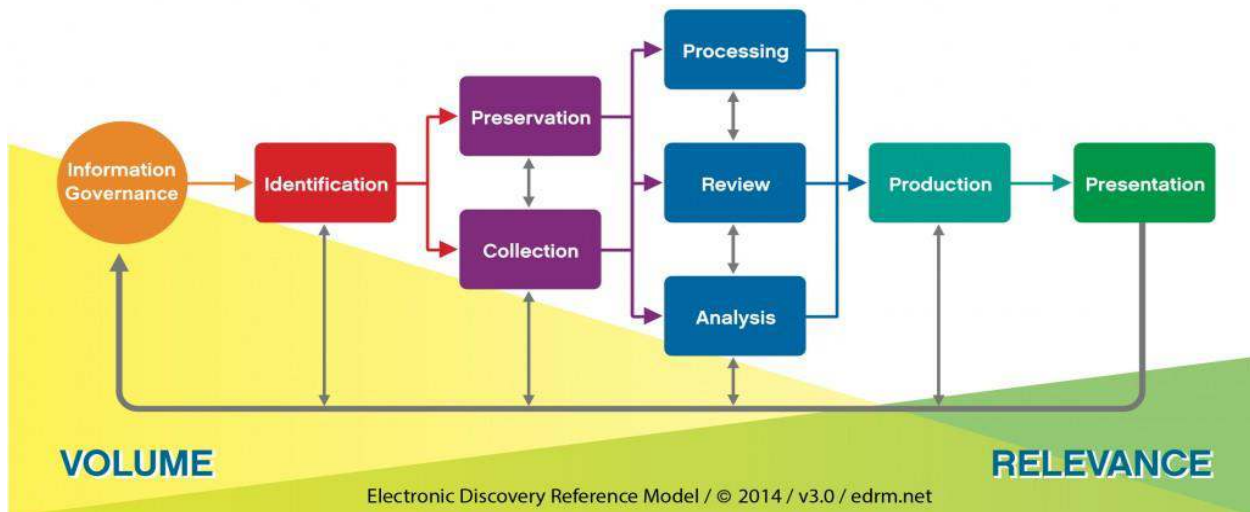 Information
Governance
Identification
Preservation
Collection
Processing
Review
Analysis
Production
Presentation
VOLUME
RELEVANCE
Electronic Discovery Reference Model / © 2014 / v3.0 / edrm.net